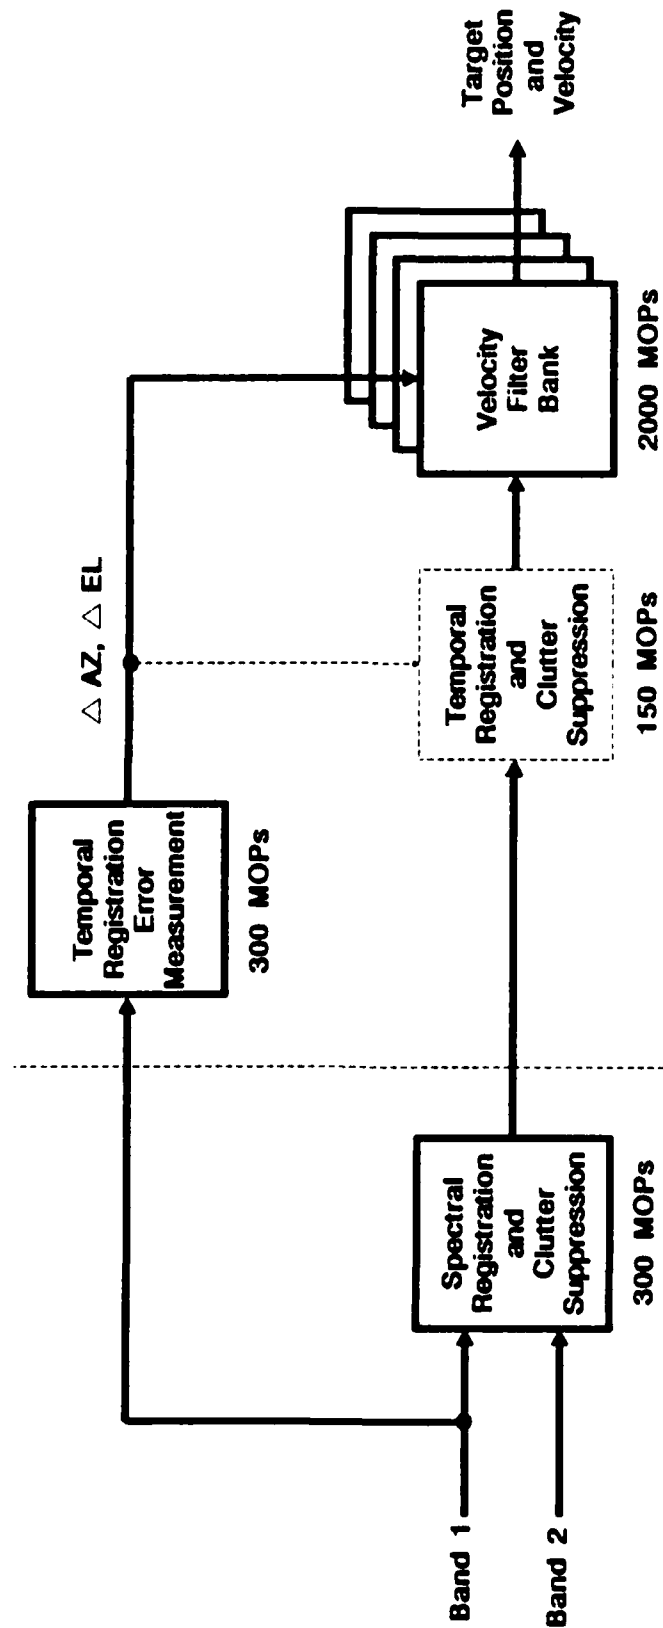 Band 1
Band 2
Spectral
Registration
and
Clutter
Suppression
300 MOPs
Temporal
Registration
Error
Measurement
300 MOPs
△ AZ, △ EL
Temporal
Registration
and
Clutter
Suppression
150 MOPs
Velocity
Filter
Bank
2000 MOPs
Target
Position
and
Velocity